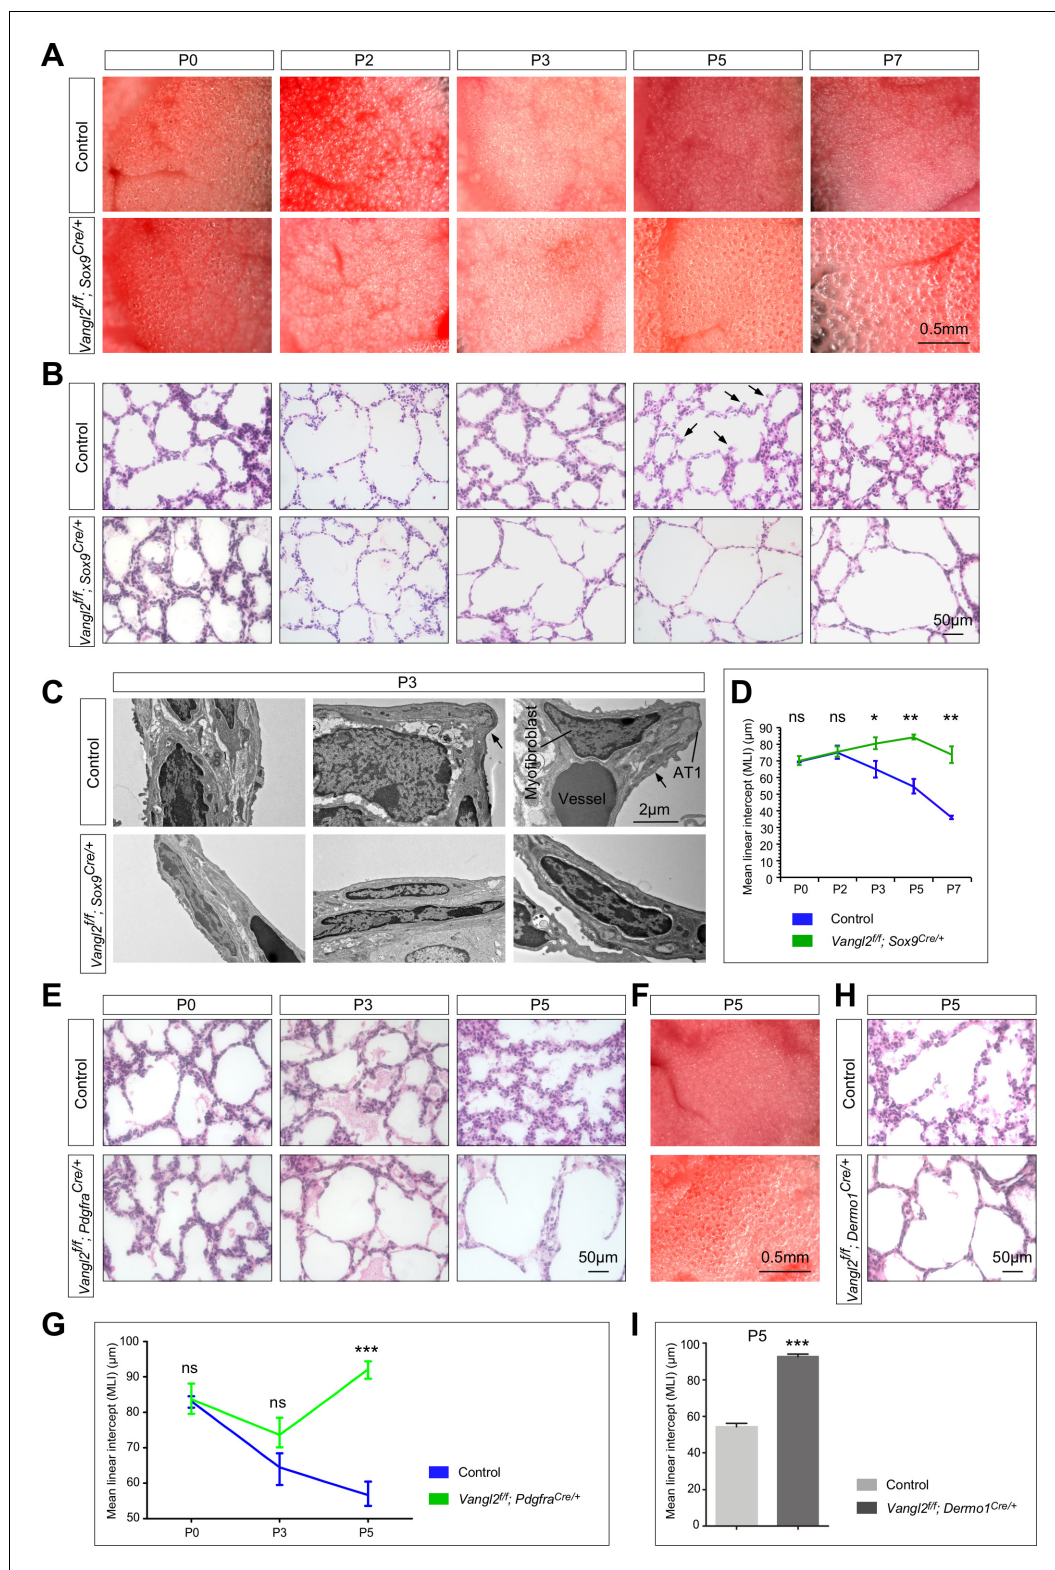 A
P0 P2 P3 P5 P7
Control
Vangl2f/f; Sox9Cre/+
0.5mm
B
Control
Vangl2f/f; Sox9Cre/+
50µm
C
P3
Control
Myofibroblast
Vessel
AT1
2µm
Vangl2f/f; Sox9Cre/+
D
ns ns * ** **
Mean linear intercept (MLI) (µm)
90
80
70
60
50
40
30
20
10
0
P0 P2 P3 P5 P7
Control
Vangl2f/f; Sox9Cre/+
E
P0 P3 P5
Control
Vangl2f/f; PdgfraCre/+
50µm
F
P5
0.5mm
H
P5
Control
Vangl2f/f; Dermo1Cre/+
50µm
G
Mean linear intercept (MLI) (µm)
100
90
80
70
60
50
ns ns ***
P0 P3 P5
Control
Vangl2f/f; PdgfraCre/+
I
P5
***
Mean linear intercept (MLI) (µm)
100
80
60
40
20
0
Control
Vangl2f/f; Dermo1Cre/+